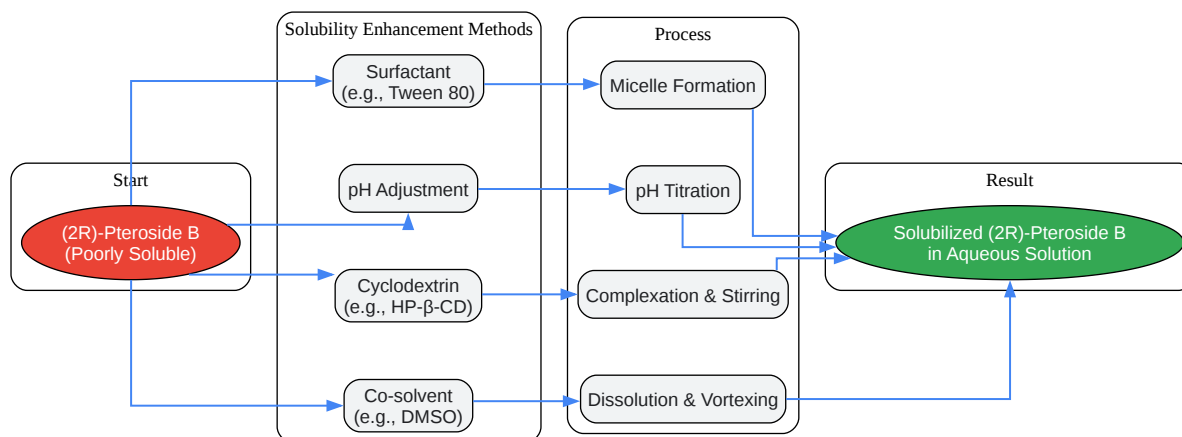 Solubility Enhancement Methods
Process
Surfactant
(e.g., Tween 80)
Micelle Formation
Start
pH Adjustment
pH Titration
Result
(2R)-Pteroside B
(Poorly Soluble)
Solubilized (2R)-Pteroside B
in Aqueous Solution
Cyclodextrin
(e.g., HP-β-CD)
Complexation & Stirring
Co-solvent
(e.g., DMSO)
Dissolution & Vortexing